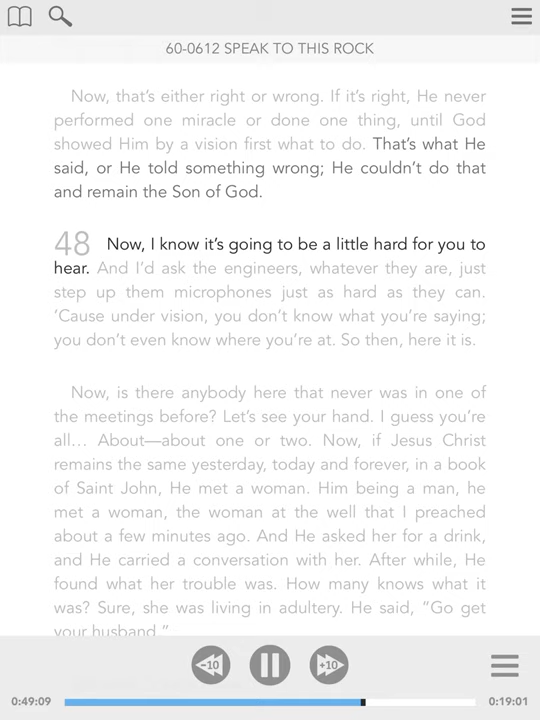 60-0612 SPEAK TO THIS ROCK
Now, that's either right or wrong. If it's right, He never
performed one miracle or done one thing, until God
showed Him by a vision first what to do. That's what He
said, or He told something wrong; He couldn't do that
and remain the Son of God.
48 Now, I know it's going to be a little hard for you to
hear. And I'd ask the engineers, whatever they are, just
step up them microphones just as hard as they can.
'Cause under vision, you don't know what you're saying;
you don't even know where you're at. So then, here it is.
Now, is there anybody here that never was in one of
the meetings before? Let's see your hand. I guess you're
all… About—about one or two. Now, if Jesus Christ
remains the same yesterday, today and forever, in a book
of Saint John, He met a woman. Him being a man, he
met a woman, the woman at the well that I preached
about a few minutes ago. And He asked her for a drink,
and He carried a conversation with her. After while, He
found what her trouble was. How many knows what it
was? Sure, she was living in adultery. He said, “Go get
your husband.”
-10
+10
0:49:09
0:19:01